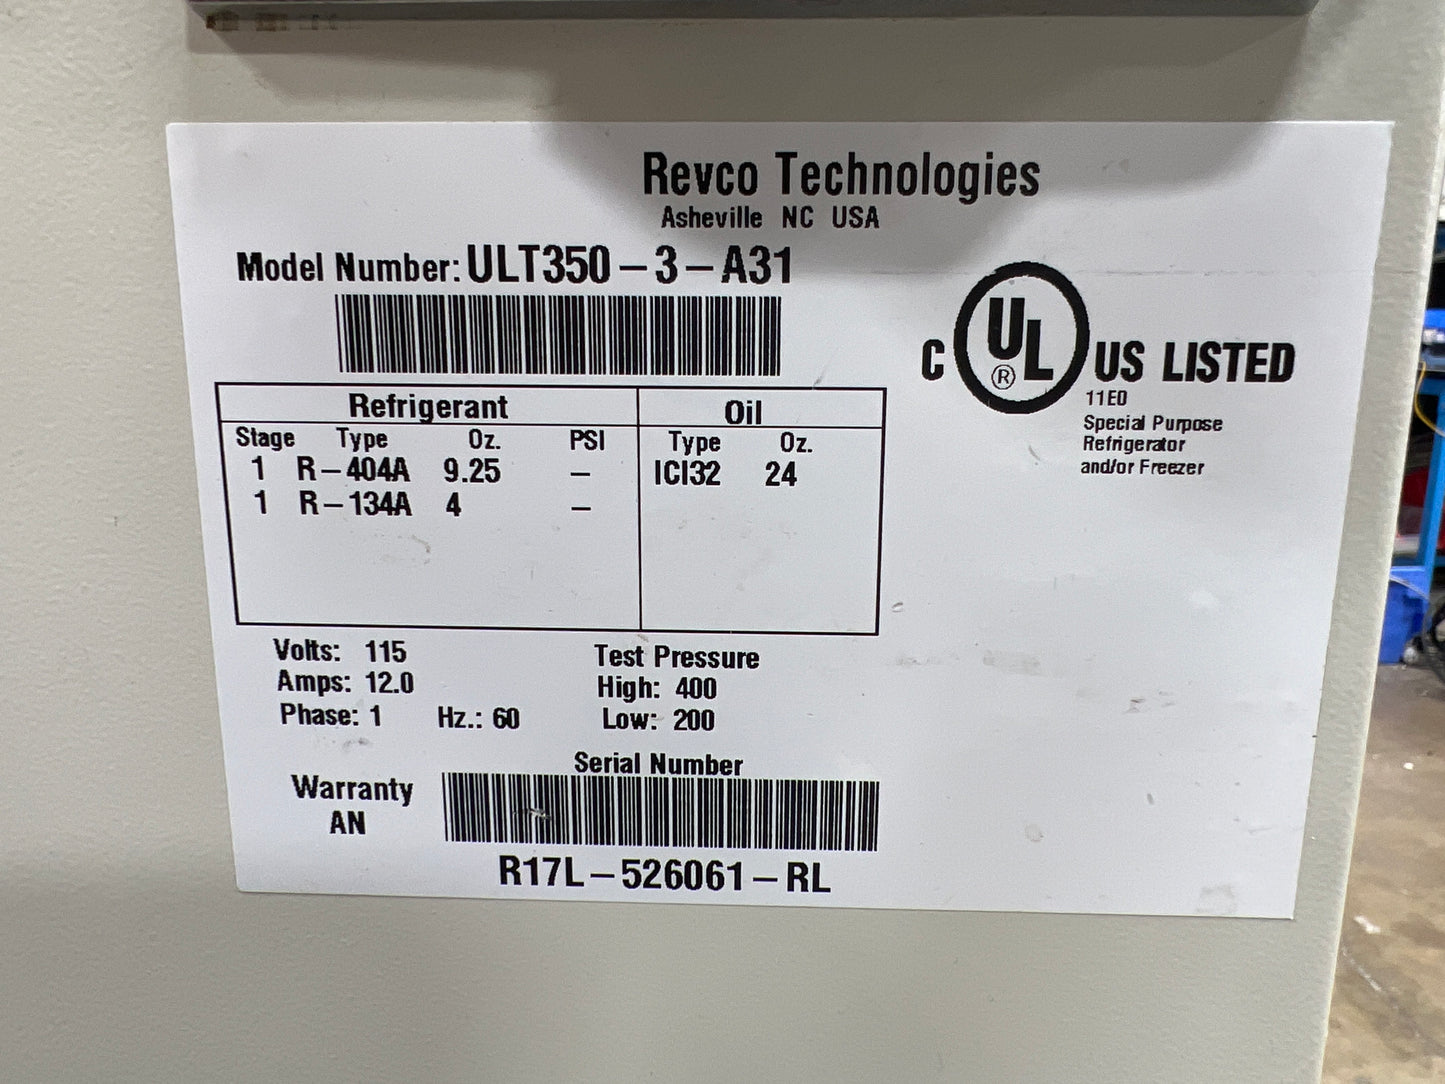 Revco Technologies
Asheville NC USA
Model Number: ULT350-3-A31
C UL ® US LISTED
11ED
Special Purpose
Refrigerator
and/or Freezer
Refrigerant Oil
Stage Type Oz. PSI Type Oz.
1 R-404A 9.25 - ICI32 24
1 R-134A 4 -
Volts: 115 Test Pressure
Amps: 12.0 High: 400
Phase: 1 Hz.: 60 Low: 200
Serial Number
Warranty
AN
R17L-526061-RL